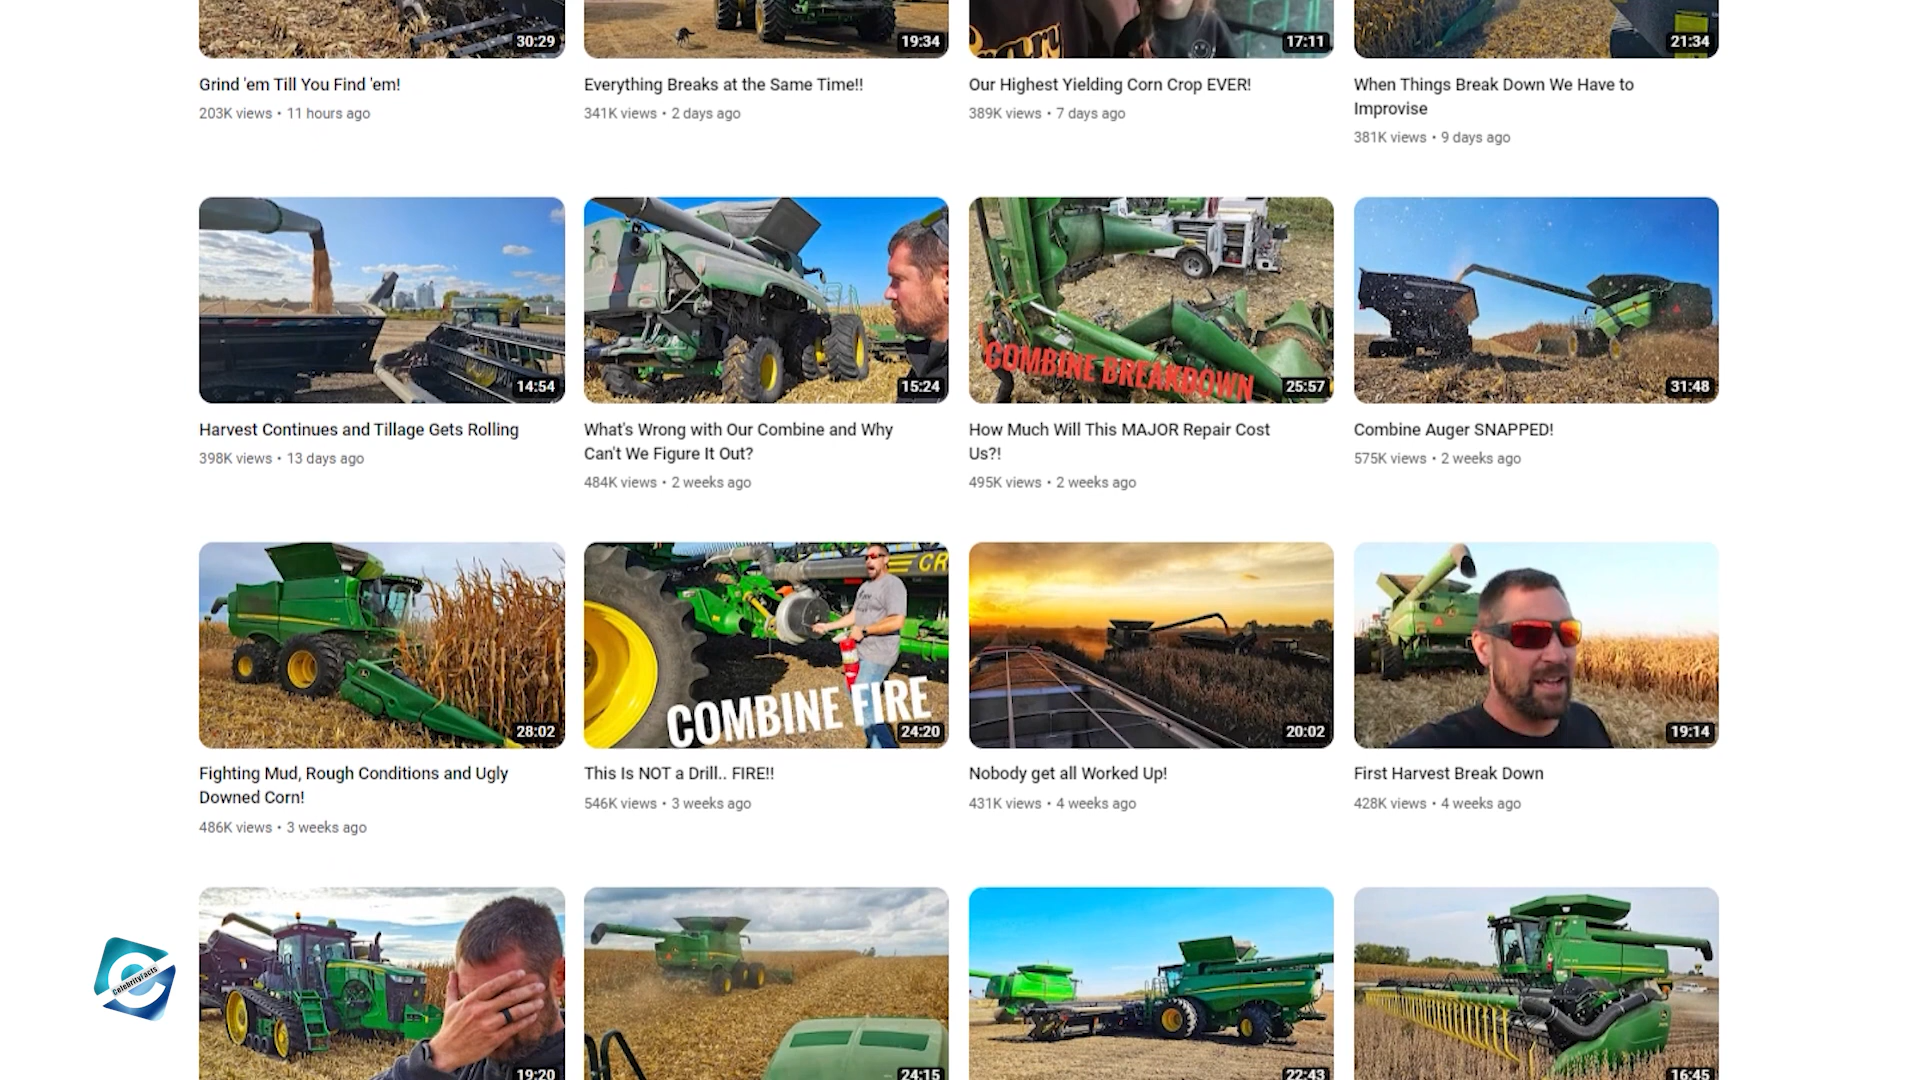 30:29
19:34
17:11
21:34
Grind 'em Till You Find 'em!
203K views • 11 hours ago
Everything Breaks at the Same Time!!
341K views • 2 days ago
Our Highest Yielding Corn Crop EVER!
389K views • 7 days ago
When Things Break Down We Have to
Improvise
381K views • 9 days ago
14:54
15:24
COMBINE BREAKDOWN
25:57
31:48
Harvest Continues and Tillage Gets Rolling
398K views • 13 days ago
What's Wrong with Our Combine and Why
Can't We Figure It Out?
484K views • 2 weeks ago
How Much Will This MAJOR Repair Cost
Us?!
495K views • 2 weeks ago
Combine Auger SNAPPED!
575K views • 2 weeks ago
28:02
CR
COMBINE FIRE
24:20
20:02
19:14
Fighting Mud, Rough Conditions and Ugly
Downed Corn!
486K views • 3 weeks ago
This Is NOT a Drill.. FIRE!!
546K views • 3 weeks ago
Nobody get all Worked Up!
431K views • 4 weeks ago
First Harvest Break Down
428K views • 4 weeks ago
CelebrityFacts
19:20
24:15
22:43
16:45